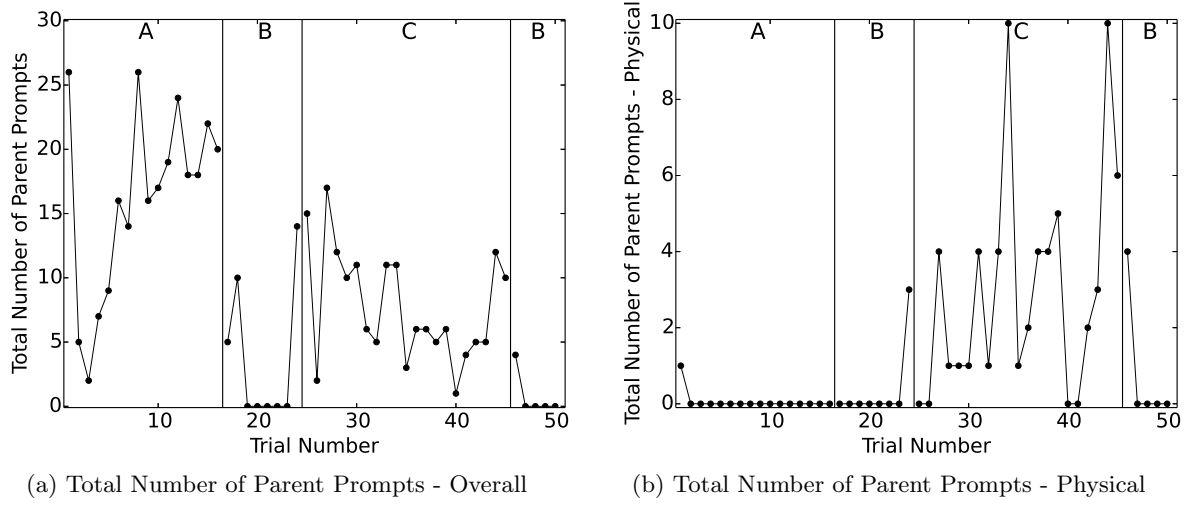 A B C B
Total Number of Parent Prompts
30
25
20
15
10
5
0
10 20 30 40 50
Trial Number
(a) Total Number of Parent Prompts - Overall
A B C B
Total Number of Parent Prompts - Physical
10
8
6
4
2
0
10 20 30 40 50
Trial Number
(b) Total Number of Parent Prompts - Physical